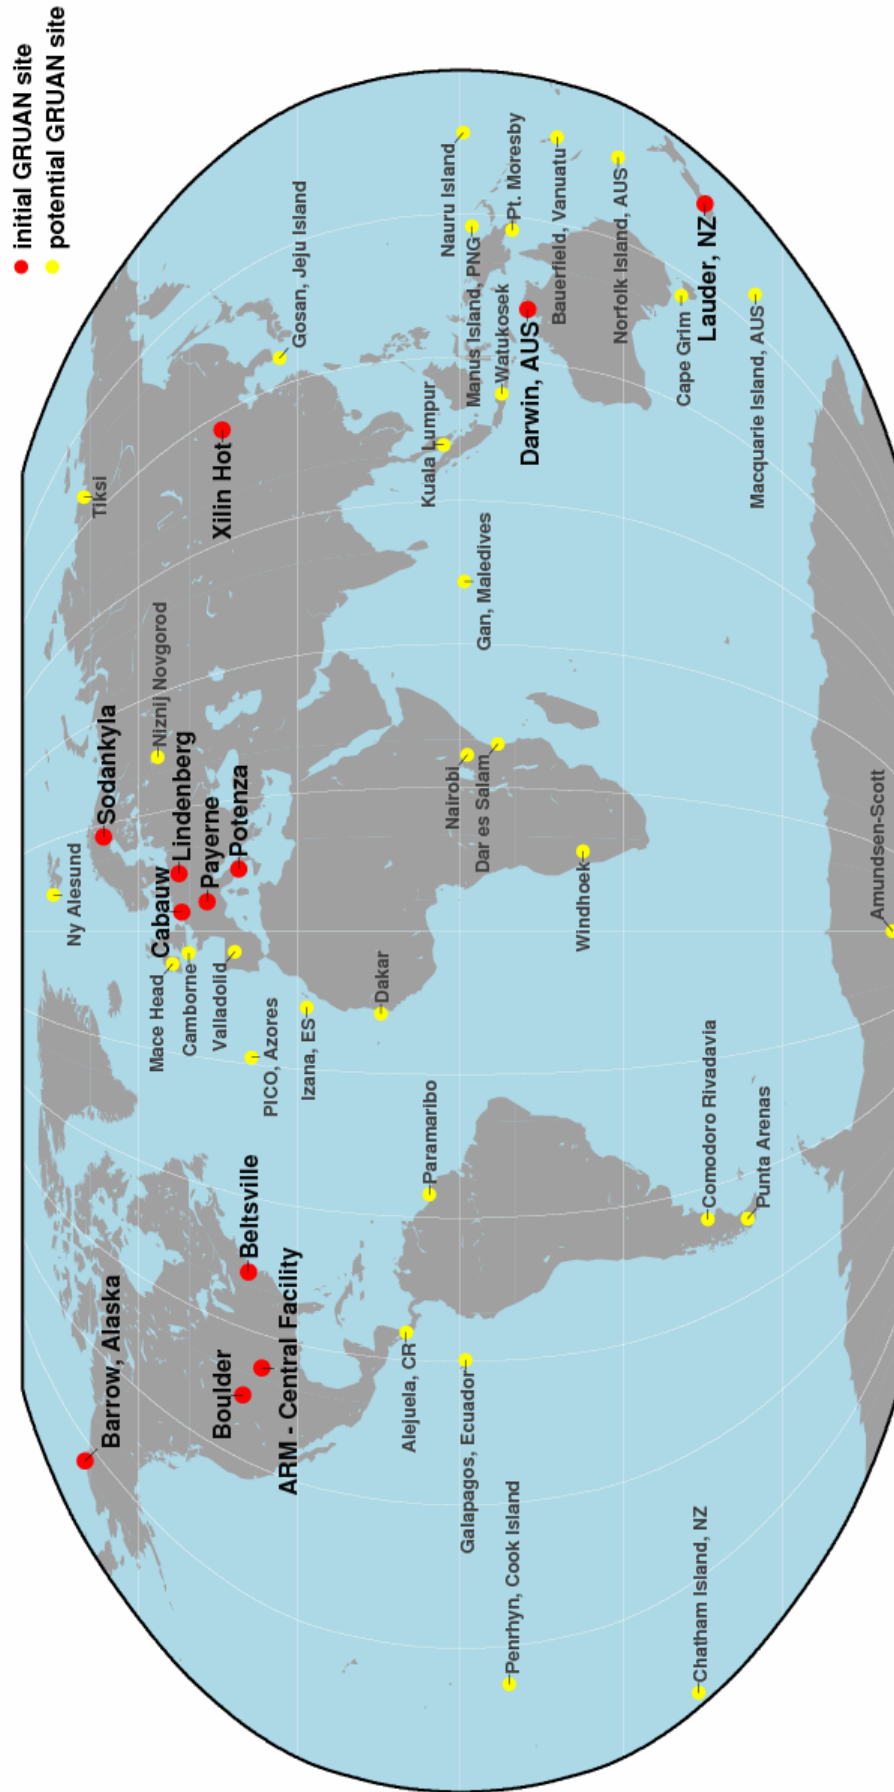 initial GRUAN site
potential GRUAN site
Barrow, Alaska
Boulder
ARM - Central Facility
Beltsville
Alejuela, CR
Galapagos, Ecuador
Penrhyn, Cook Island
Chatham Island, NZ
Paramaribo
Comodoro Rivadavia
Punta Arenas
Ny Alesund
Sodankyla
Mace Head
Camborne
Valladolid
Cabauw
Lindenberg
Payerne
Potenza
Niznij Novgorod
PICO, Azores
Izana, ES
Dakar
Nairobi
Dar es Salam
Windhoek
Amundsen-Scott
Tiksi
Xilin Hot
Gosan, Jeju Island
Gan, Maledives
Kuala Lumpur
Watukosek
Manus Island, PNG
Nauru Island
Pt. Moresby
Darwin, AUS
Bauerfield, Vanuatu
Norfolk Island, AUS
Cape Grim
Lauder, NZ
Macquarie Island, AUS